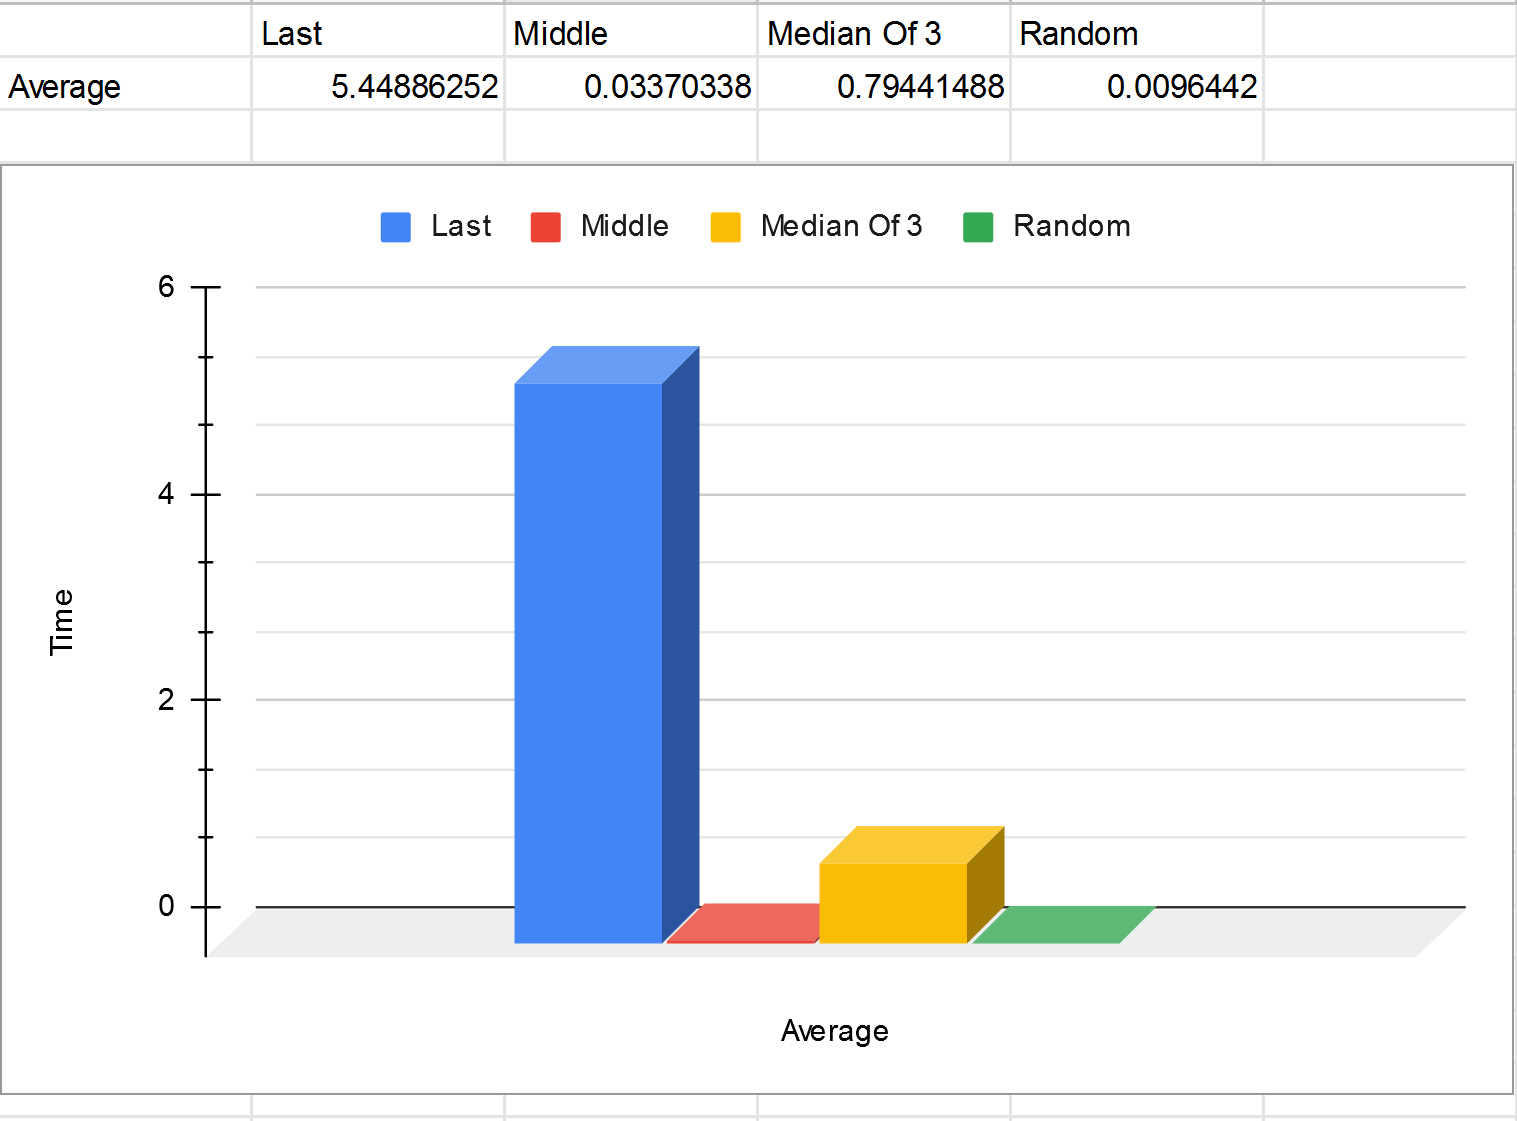 Last Middle Median Of 3 Random
Average 5.44886252 0.03370338 0.79441488 0.0096442
Last Middle Median Of 3 Random
6
4
2
0
Time
Average